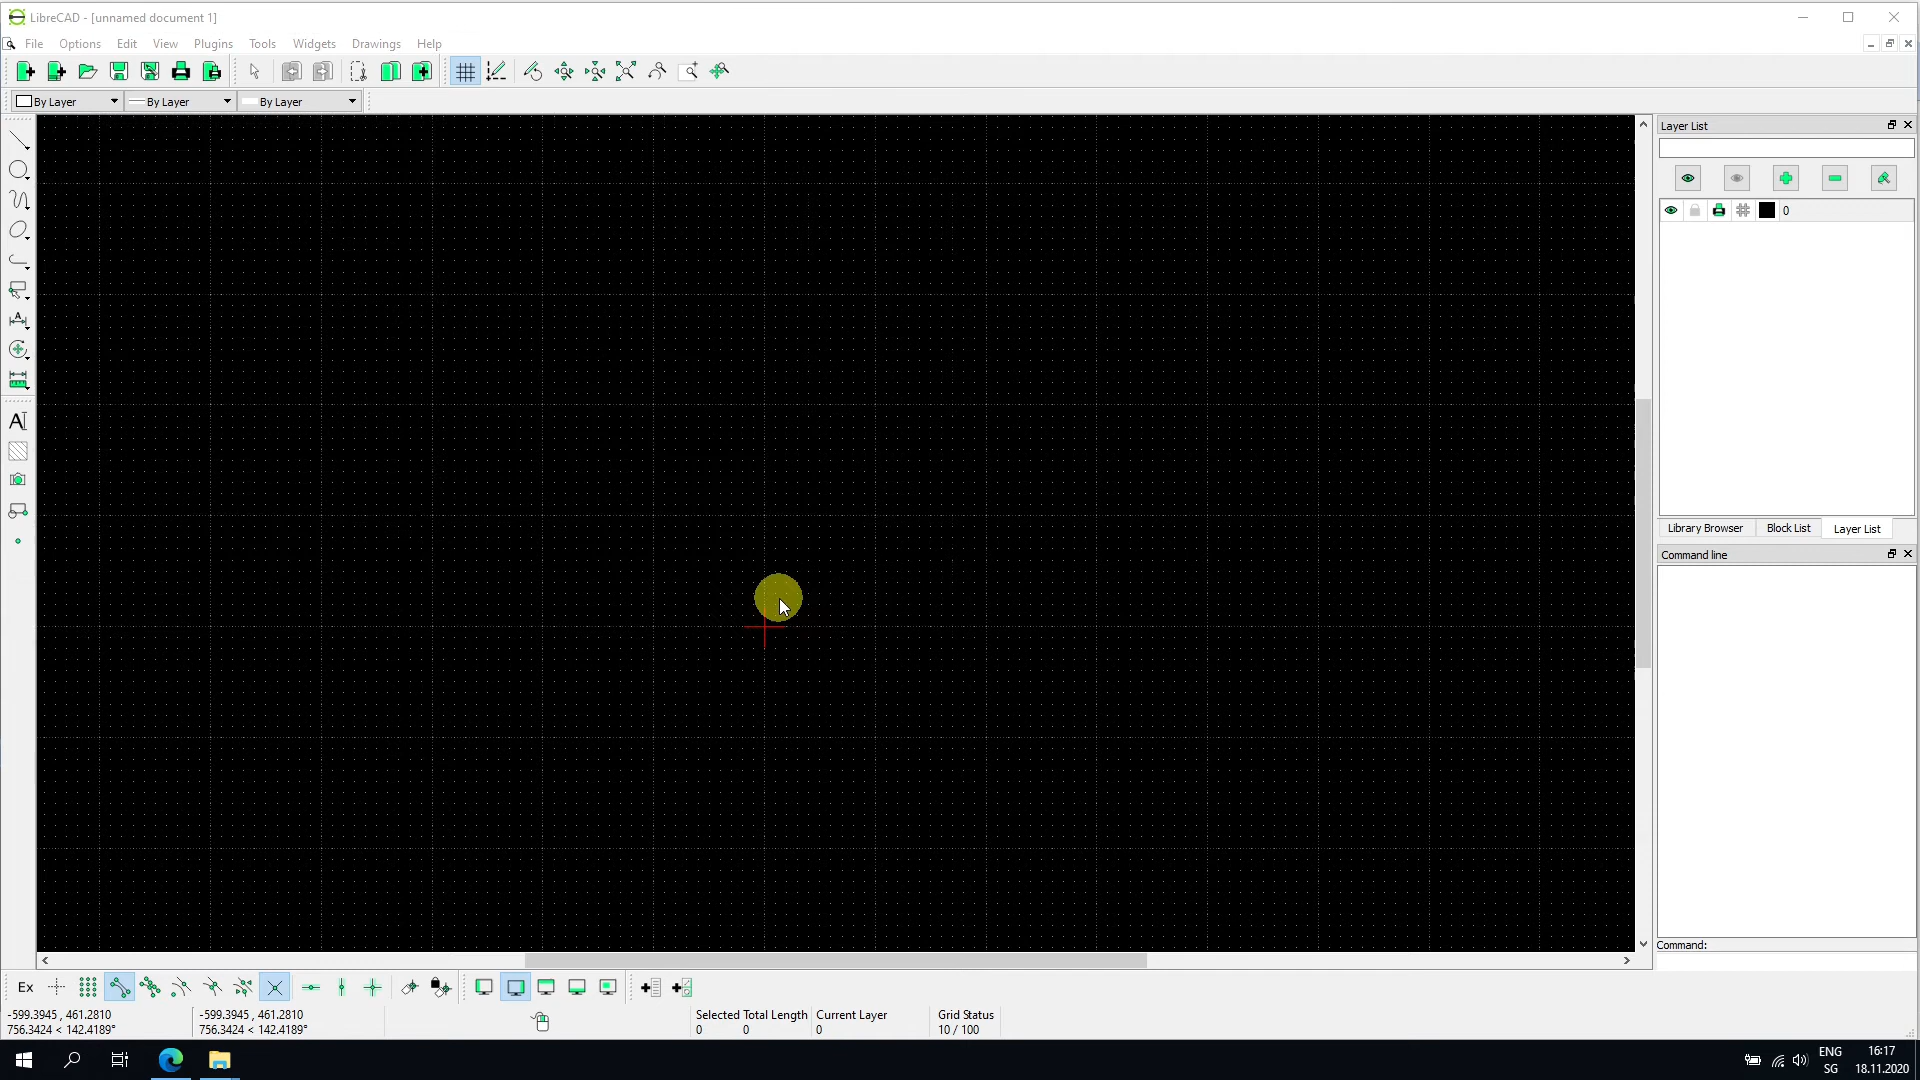 LibreCAD - [unnamed document 1]
File Options Edit View Plugins Tools Widgets Drawings Help
By Layer By Layer By Layer
Layer List
0
A
A
Library Browser Block List Layer List
Command line
Command:
Ex
-599.3945 , 461.2810
756.3424 < 142.4189°
-599.3945 , 461.2810
756.3424 < 142.4189°
Selected Total Length
0 0
Current Layer
0
Grid Status
10 / 100
ENG
SG
16:17
18.11.2020